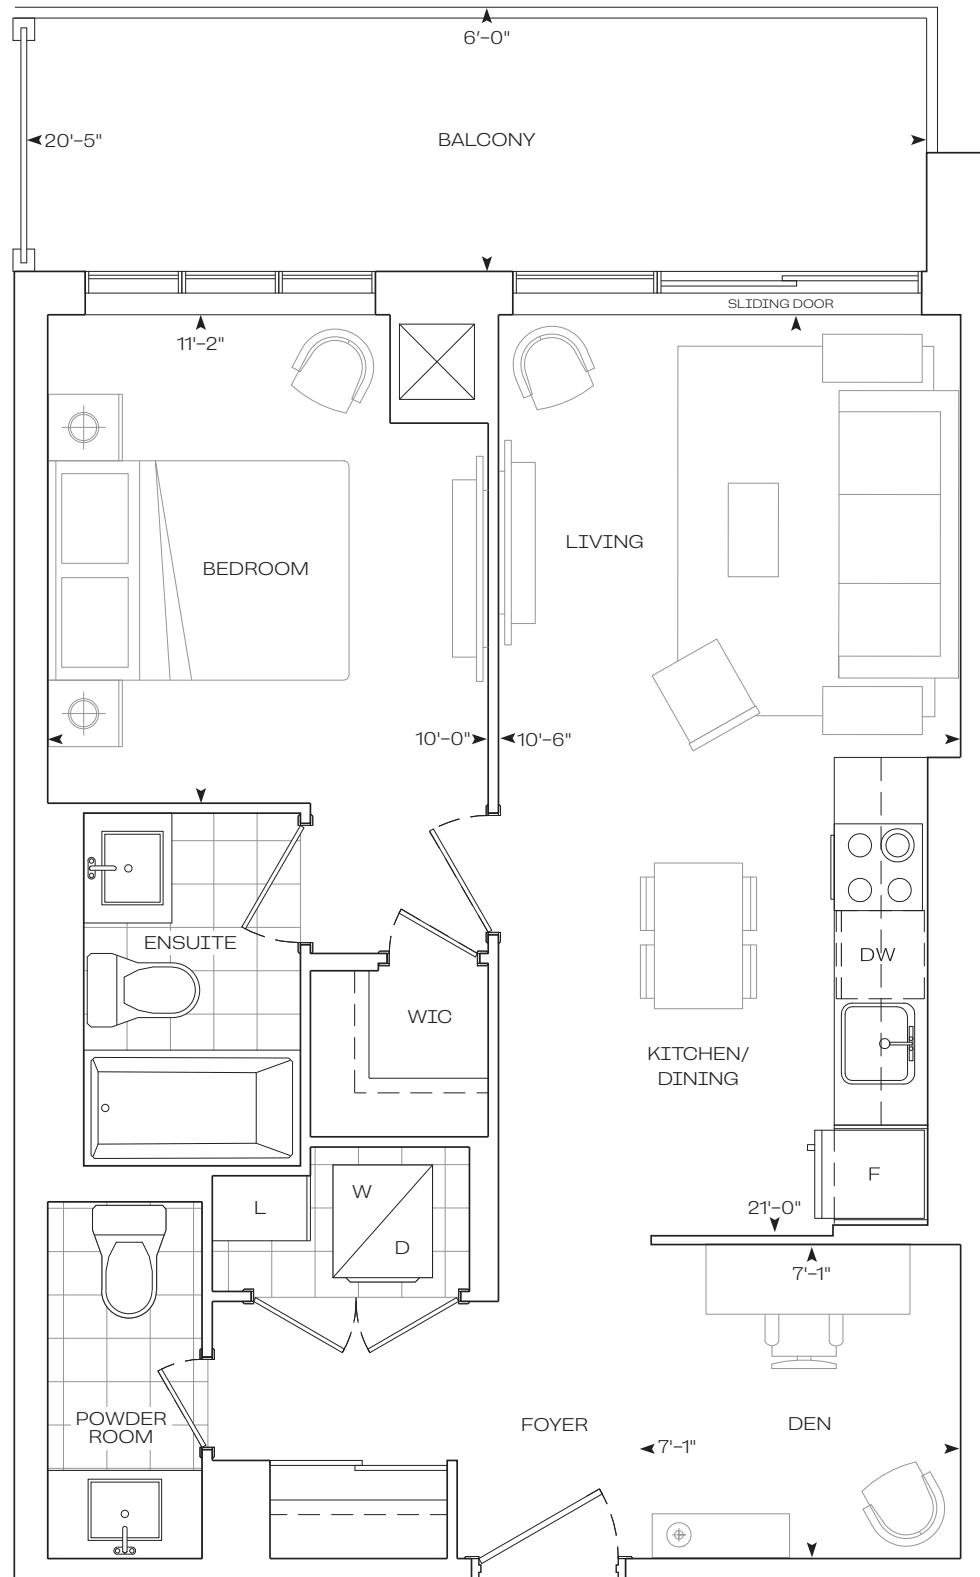 6'-0"
20'-5"
BALCONY
SLIDING DOOR
11'-2"
LIVING
BEDROOM
10'-0"
10'-6"
ENSUITE
DW
WIC
KITCHEN/
DINING
F
W
L
21'-0"
D
7'-1"
POWDER
ROOM
FOYER
DEN
7'-1"